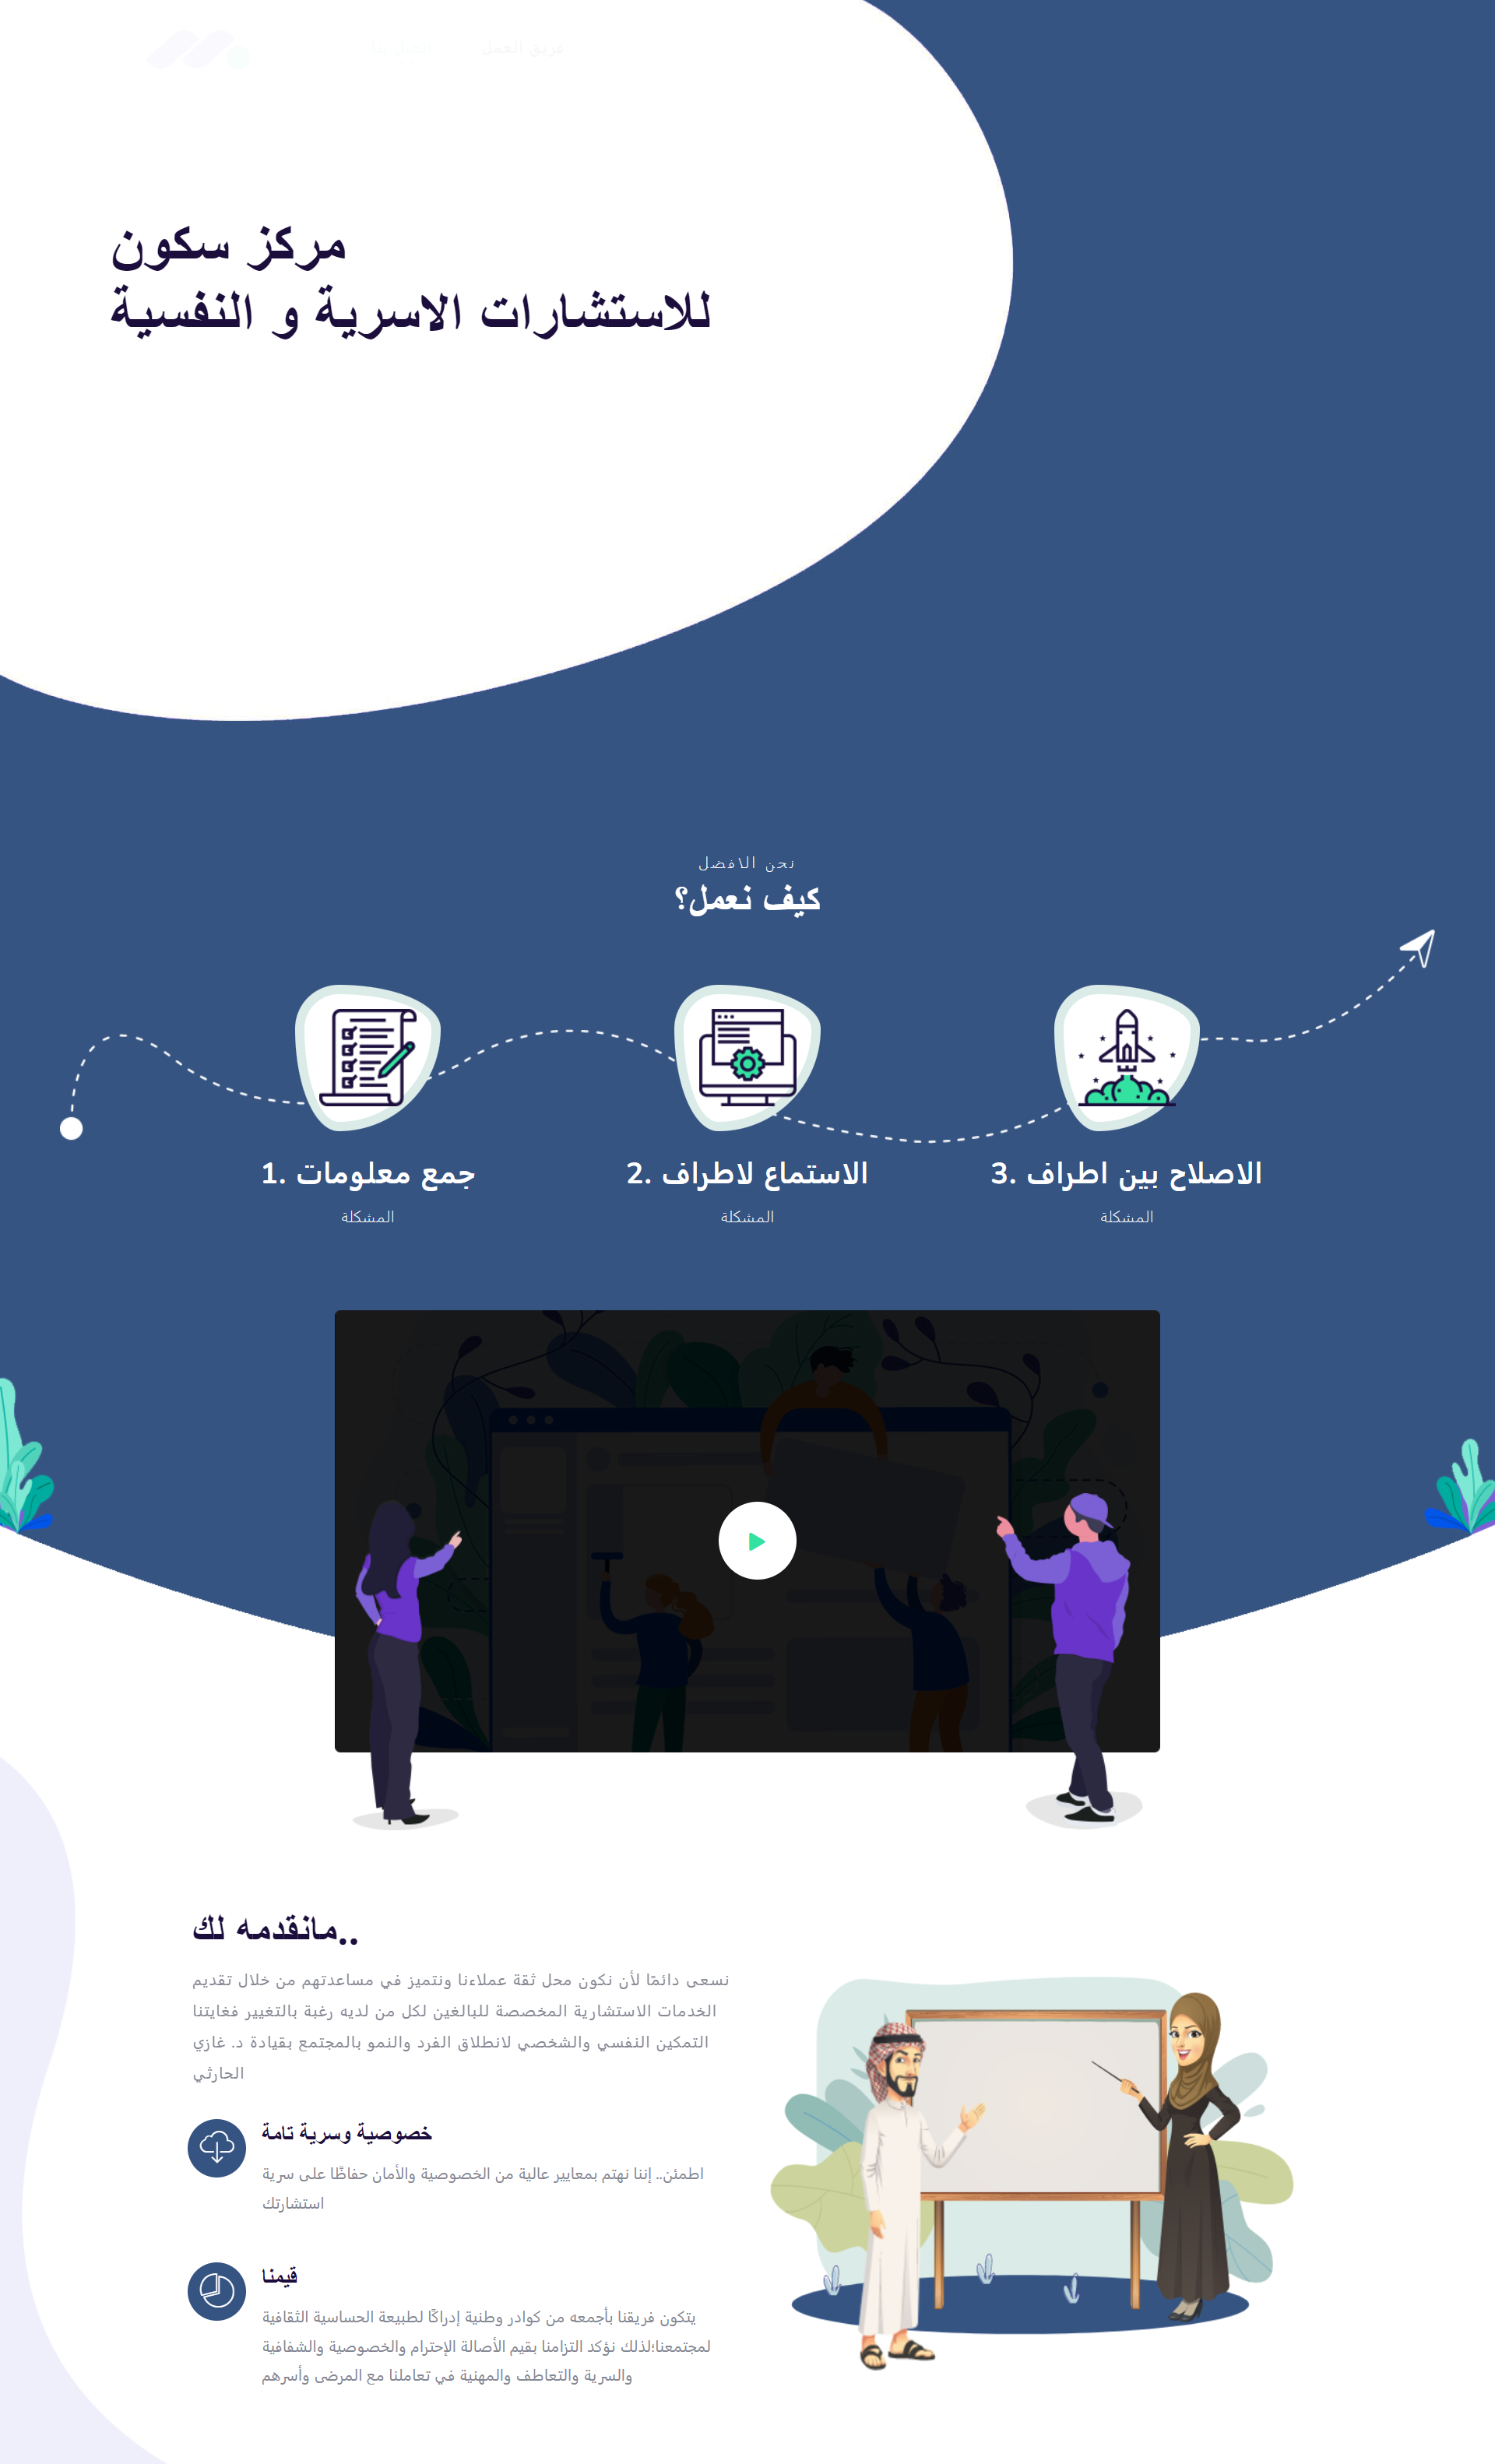 فريق العمل
مركز سكون
للاستشارات الاسرية و النفسية
نحن الافضل
كيف نعمل؟
1. جمع معلومات
المشكلة
2. الاستماع لاطراف
المشكلة
3. الاصلاح بين اطراف
المشكلة
مانقدمه لك..
نسعى دائمًا لأن نكون محل ثقة عملاءنا ونتميز في مساعدتهم من خلال تقديم
الخدمات الاستشارية المخصصة للبالغين لكل من لديه رغبة بالتغيير فغايتنا
التمكين النفسي والشخصي لانطلاق الفرد والنمو بالمجتمع بقيادة د. غازي
الحارثي
خصوصية وسرية تامة
اطمئن.. إننا نهتم بمعايير عالية من الخصوصية والأمان حفاظًا على سرية
استشارتك
قيمنا
يتكون فريقنا بأجمعه من كوادر وطنية إدراكًا لطبيعة الحساسية الثقافية
لمجتمعنا؛لذلك نؤكد التزامنا بقيم الأصالة الإحترام والخصوصية والشفافية
والسرية والتعاطف والمهنية في تعاملنا مع المرضى وأسرهم